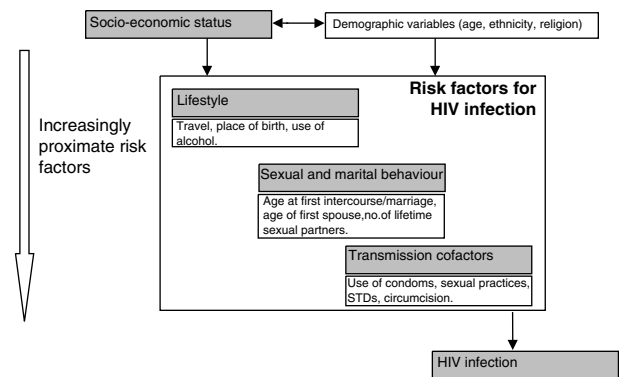 Socio-economic status
Demographic variables (age, ethnicity, religion)
Risk factors for
HIV infection
Lifestyle
Travel, place of birth, use of
alcohol.
Increasingly
proximate risk
factors
Sexual and marital behaviour
Age at first intercourse/marriage,
age of first spouse,no.of lifetime
sexual partners.
Transmission cofactors
Use of condoms, sexual practices,
STDs, circumcision.
HIV infection